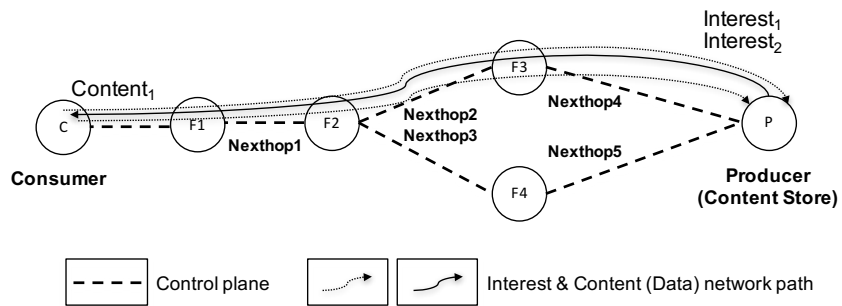 Interest₁
Interest₂
Content₁
F3
Nexthop4
C
F1
F2
Nexthop2
Nexthop3
P
Nexthop1
Nexthop5
Consumer
F4
Producer
(Content Store)
Control plane
Interest & Content (Data) network path